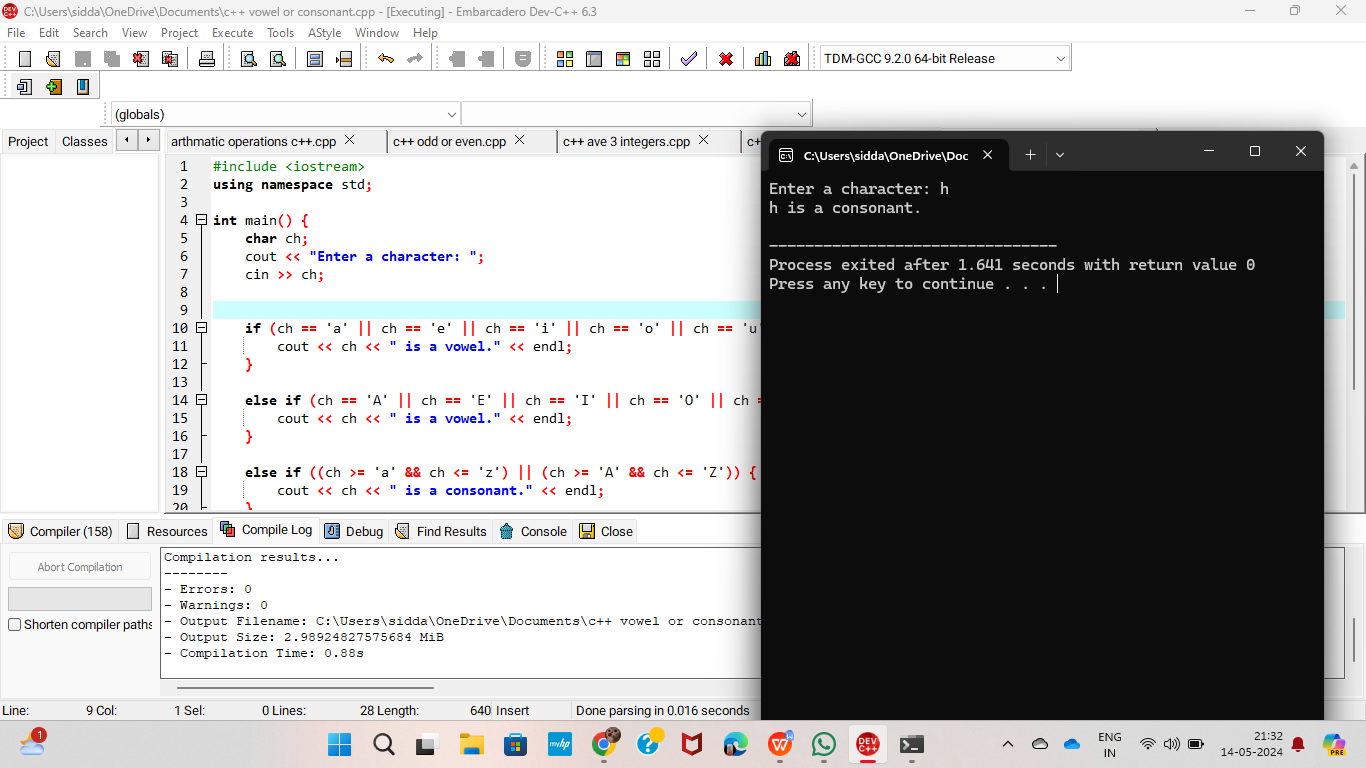 C:\Users\sidda\OneDrive\Documents\c++ vowel or consonant.cpp - [Executing] - Embarcadero Dev-C++ 6.3
File Edit Search View Project Execute Tools AStyle Window Help
TDM-GCC 9.2.0 64-bit Release
(globals)
Project Classes
arthmatic operations c++.cpp c++ odd or even.cpp c++ ave 3 integers.cpp c+
1 #include <iostream>
2 using namespace std;
3
4 int main() {
5 char ch;
6 cout << "Enter a character: ";
7 cin >> ch;
8
9
10 if (ch == 'a' || ch == 'e' || ch == 'i' || ch == 'o' || ch == 'u'
11 cout << ch << " is a vowel." << endl;
12 }
13
14 else if (ch == 'A' || ch == 'E' || ch == 'I' || ch == 'O' || ch =
15 cout << ch << " is a vowel." << endl;
16 }
17
18 else if ((ch >= 'a' && ch <= 'z') || (ch >= 'A' && ch <= 'Z')) {
19 cout << ch << " is a consonant." << endl;
20 }
C:\Users\sidda\OneDrive\Doc
Enter a character: h
h is a consonant.
--------------------------------
Process exited after 1.641 seconds with return value 0
Press any key to continue . . .
Compiler (158) Resources Compile Log Debug Find Results Console Close
Abort Compilation
Shorten compiler paths
Compilation results...
--------
- Errors: 0
- Warnings: 0
- Output Filename: C:\Users\sidda\OneDrive\Documents\c++ vowel or consonant
- Output Size: 2.98924827575684 MiB
- Compilation Time: 0.88s
Line: 9 Col: 1 Sel: 0 Lines: 28 Length: 640 Insert Done parsing in 0.016 seconds
1
myhp
DEV C++
ENG
IN
21:32
14-05-2024
PRE